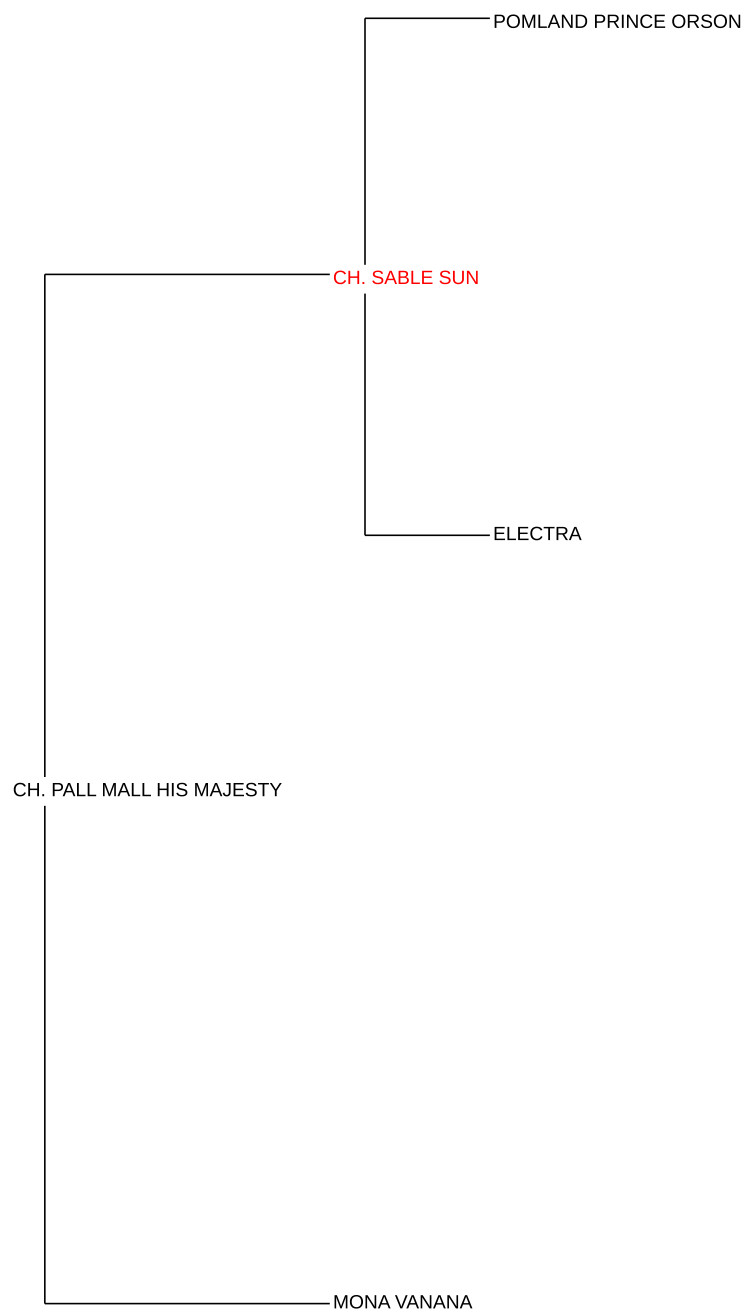 POMLAND PRINCE ORSON
CH. SABLE SUN
ELECTRA
CH. PALL MALL HIS MAJESTY
MONA VANANA